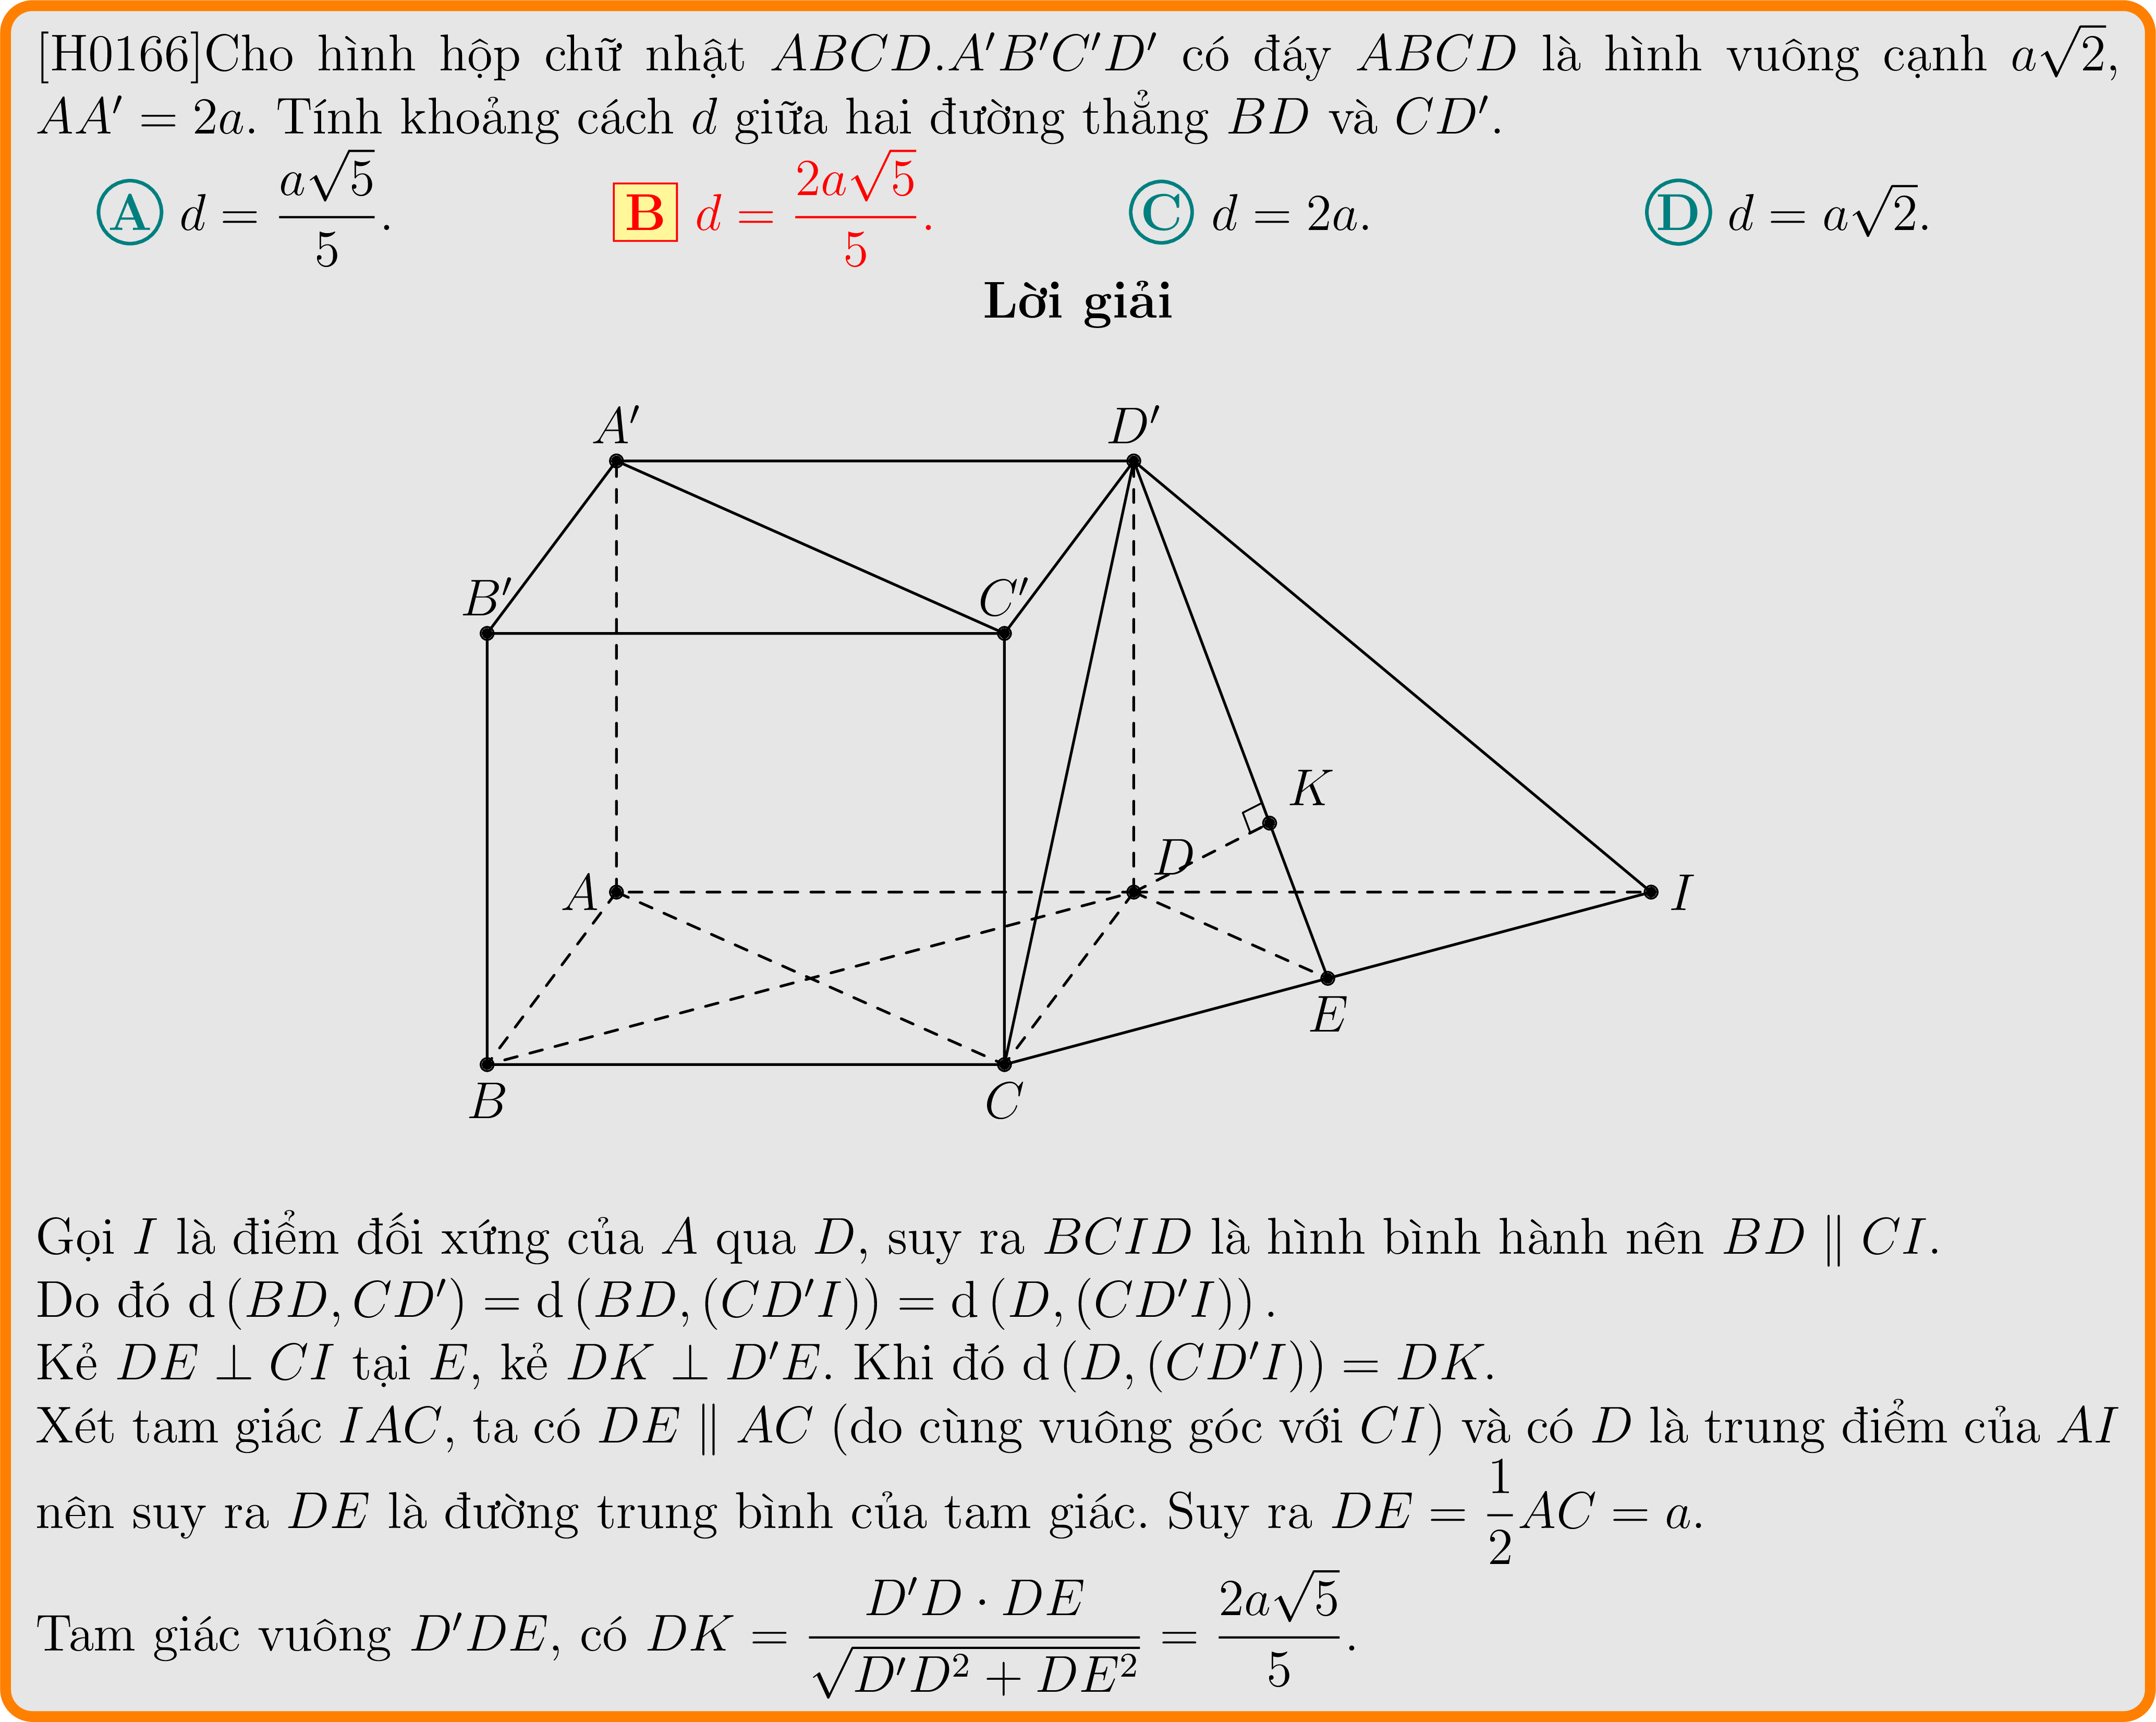 [H0166]Cho hình hộp chữ nhật $ABCD.A'B'C'D'$ có đáy $ABCD$ là hình vuông cạnh $a\sqrt{2}$,
$AA' = 2a$. Tính khoảng cách $d$ giữa hai đường thẳng $BD$ và $CD'$.
A $d = \dfrac{a\sqrt{5}}{5}$. B $d = \dfrac{2a\sqrt{5}}{5}$. C $d = 2a$. D $d = a\sqrt{2}$.
Lời giải
A′ D′
B′ C′
K
D
A I
E
B C
Gọi $I$ là điểm đối xứng của $A$ qua $D$, suy ra $BCID$ là hình bình hành nên $BD \parallel CI$.
Do đó $\mathrm{d}(BD, CD') = \mathrm{d}(BD, (CD'I)) = \mathrm{d}(D, (CD'I))$.
Kẻ $DE \perp CI$ tại $E$, kẻ $DK \perp D'E$. Khi đó $\mathrm{d}(D, (CD'I)) = DK$.
Xét tam giác $IAC$, ta có $DE \parallel AC$ (do cùng vuông góc với $CI$) và có $D$ là trung điểm của $AI$
nên suy ra $DE$ là đường trung bình của tam giác. Suy ra $DE = \dfrac{1}{2}AC = a$.
Tam giác vuông $D'DE$, có $DK = \dfrac{D'D \cdot DE}{\sqrt{D'D^2 + DE^2}} = \dfrac{2a\sqrt{5}}{5}$.